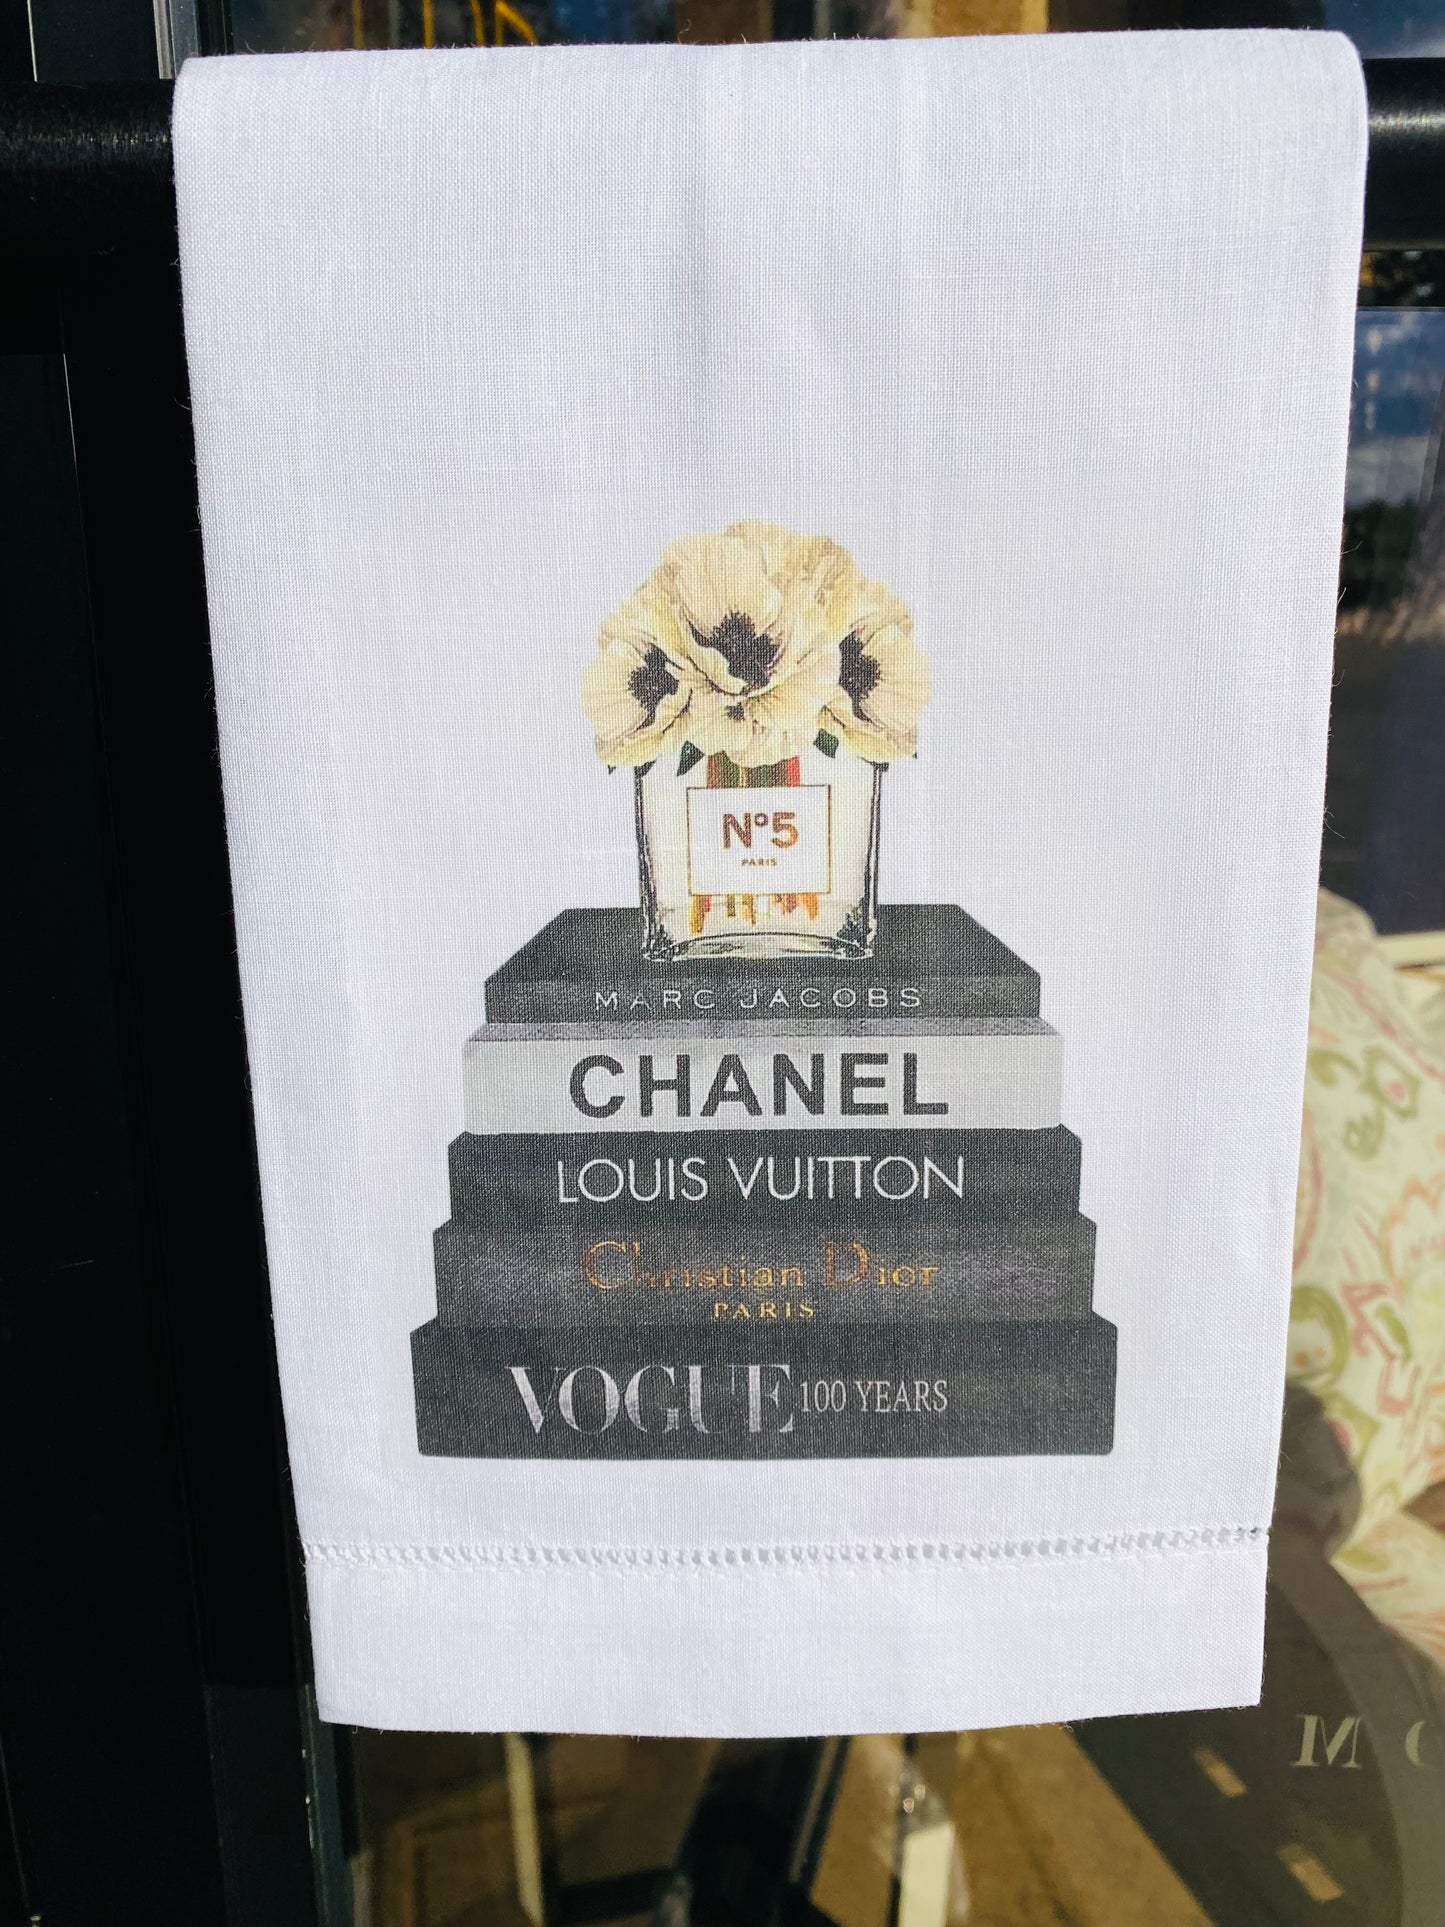 N°5
PARIS
MARC JACOBS
CHANEL
LOUIS VUITTON
Christian Dior
PARIS
VOGUE 100 YEARS